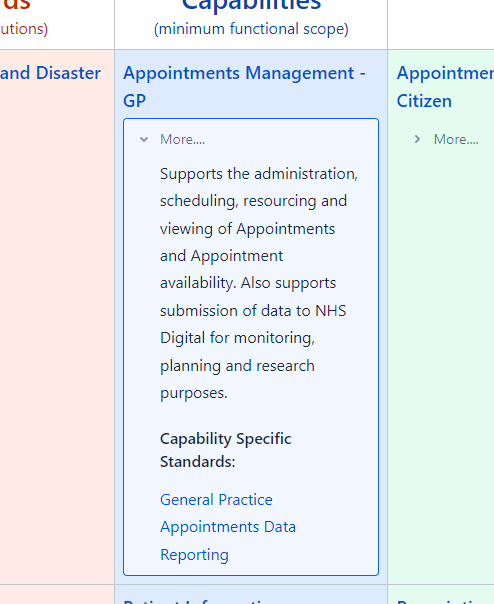 ds
Capabilities
utions)
(minimum functional scope)
and Disaster
Appointments Management -
GP
Appointmen
Citizen
More....
More....
Supports the administration,
scheduling, resourcing and
viewing of Appointments
and Appointment
availability. Also supports
submission of data to NHS
Digital for monitoring,
planning and research
purposes.
Capability Specific
Standards:
General Practice
Appointments Data
Reporting